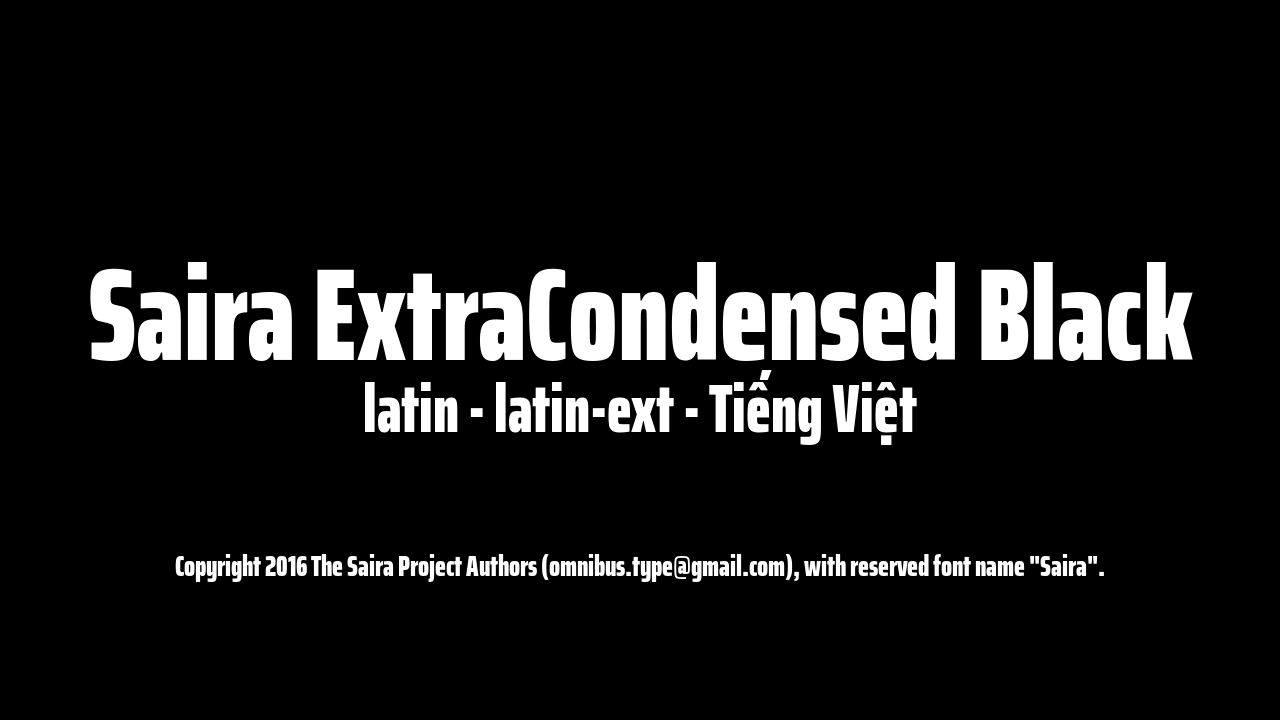 Saira ExtraCondensed Black
latin - latin-ext - Tiếng Việt
Copyright 2016 The Saira Project Authors (omnibus.type@gmail.com), with reserved font name "Saira".